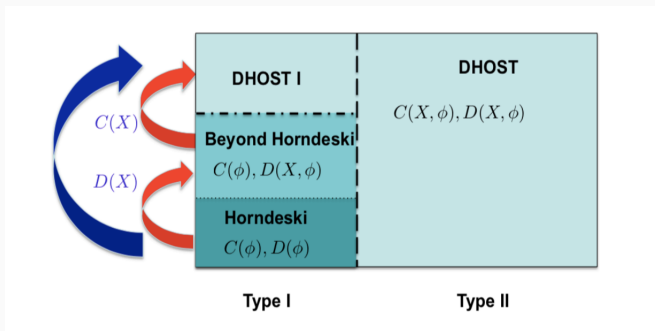 DHOST I
DHOST
C(X)
C(X, ϕ), D(X, ϕ)
Beyond Horndeski
C(ϕ), D(X, ϕ)
D(X)
Horndeski
C(ϕ), D(ϕ)
Type I
Type II